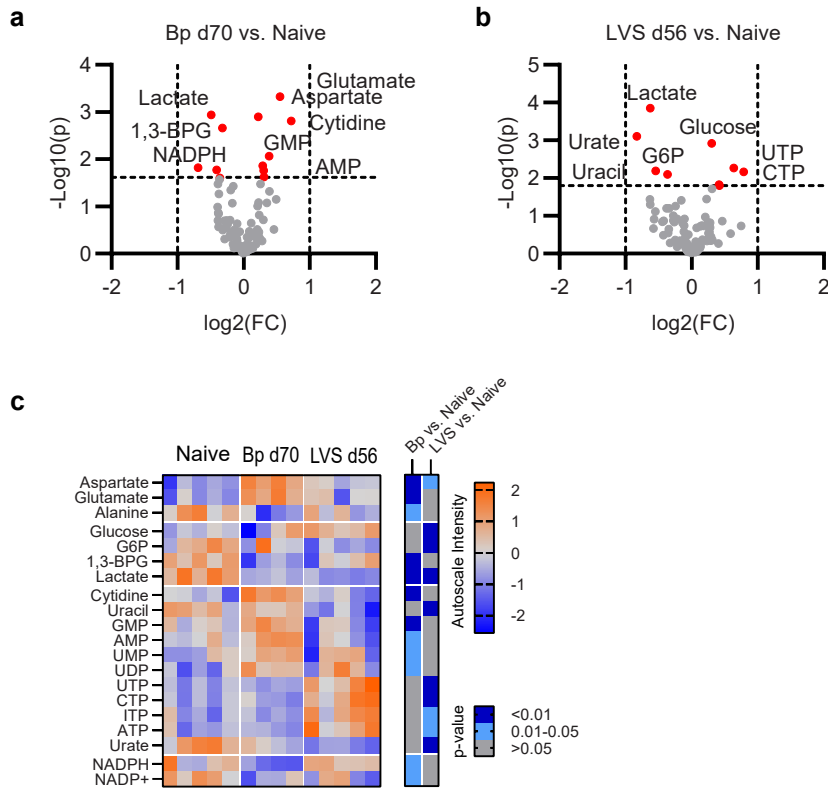 a
Bp d70 vs. Naive
4
3
2
1
0
-Log10(p)
Glutamate
Lactate
Aspartate
1,3-BPG
Cytidine
GMP
NADPH
AMP
-2
-1
0
1
2
log2(FC)
b
LVS d56 vs. Naive
5
4
3
2
1
0
-Log10(p)
Lactate
Urate
Glucose
Uracil
G6P
UTP
CTP
-2
-1
0
1
2
log2(FC)
c
Naive
Bp d70
LVS d56
Bp vs. Naive
LVS vs. Naive
Aspartate
Glutamate
Alanine
Glucose
G6P
1,3-BPG
Lactate
Cytidine
Uracil
GMP
AMP
UMP
UDP
UTP
CTP
ITP
ATP
Urate
NADPH
NADP+
Autoscale Intensity
2
1
0
-1
-2
p-value
<0.01
0.01-0.05
>0.05